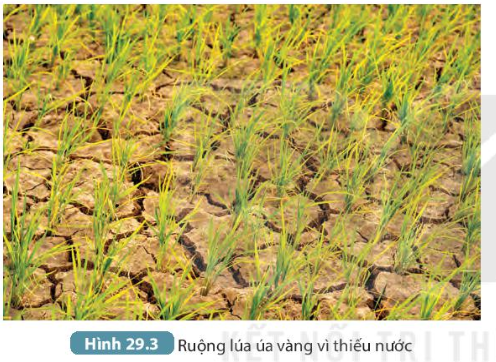 Hình 29.3 Ruộng lúa úa vàng vì thiếu nước
KẾT NỐI TRI TH